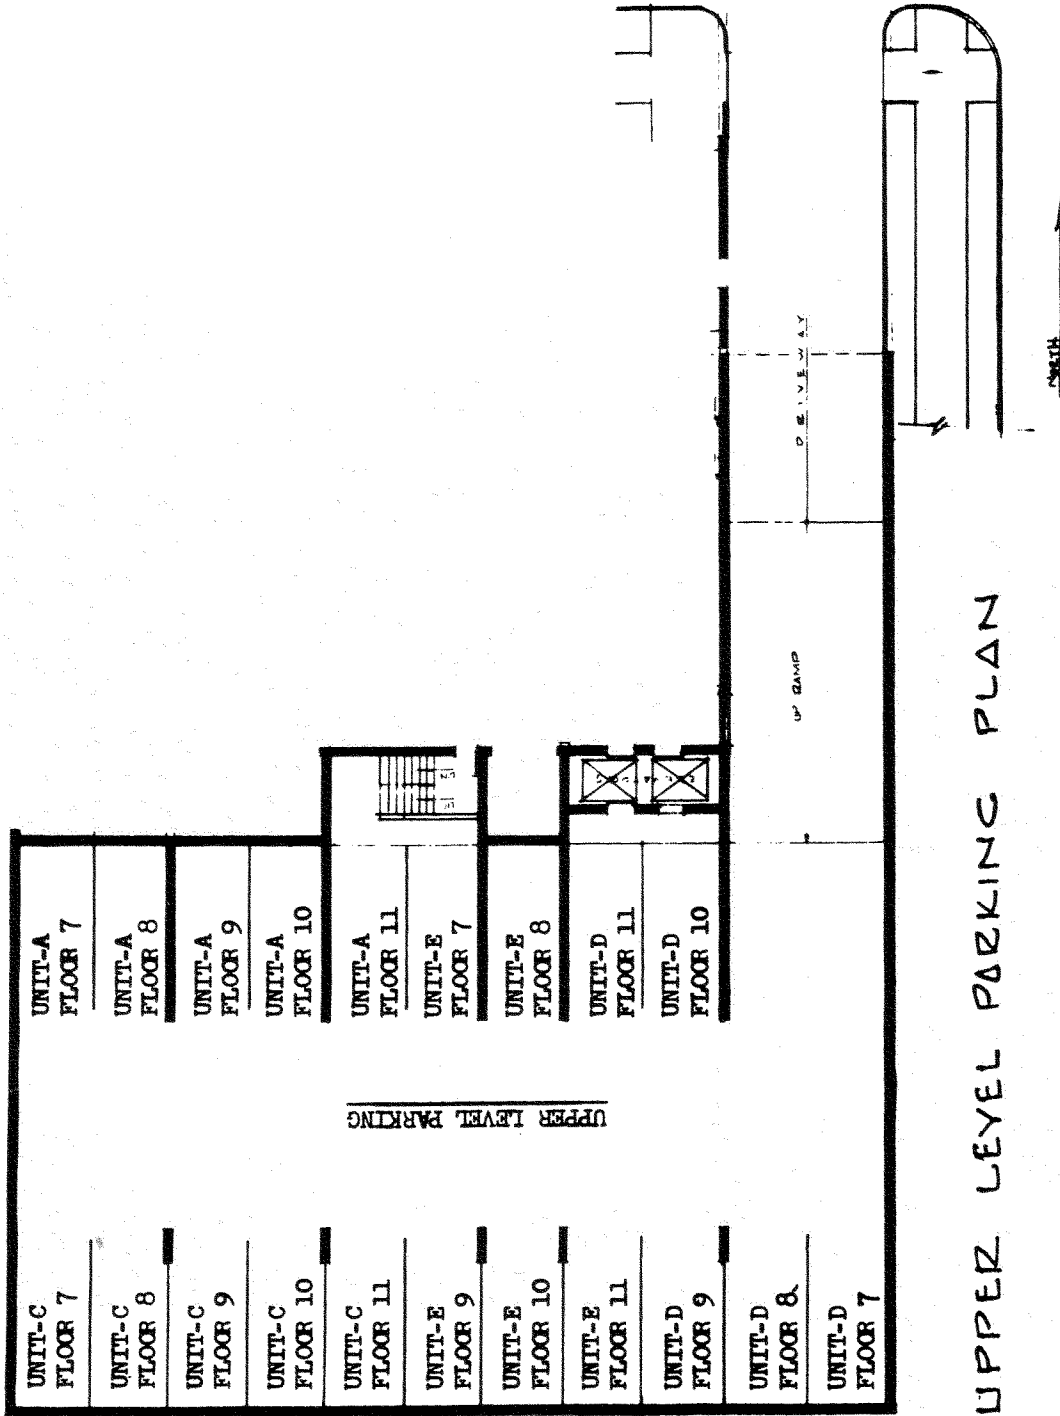 UNIT-A
FLOOR 7
UNIT-A
FLOOR 8
UNIT-A
FLOOR 9
UNIT-A
FLOOR 10
UNIT-A
FLOOR 11
UNIT-E
FLOOR 7
UNIT-E
FLOOR 8
UNIT-D
FLOOR 11
UNIT-D
FLOOR 10
UPPER LEVEL PARKING
UNIT-C
FLOOR 7
UNIT-C
FLOOR 8
UNIT-C
FLOOR 9
UNIT-C
FLOOR 10
UNIT-C
FLOOR 11
UNIT-E
FLOOR 9
UNIT-E
FLOOR 10
UNIT-E
FLOOR 11
UNIT-D
FLOOR 9
UNIT-D
FLOOR 8
UNIT-D
FLOOR 7
DRIVEWAY
UP RAMP
NORTH
UPPER LEVEL PARKING PLAN